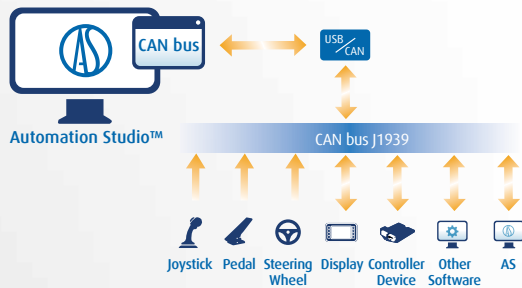 CAN bus
USB
CAN
Automation Studio™
CAN bus J1939
Joystick Pedal Steering Wheel Display Controller Device Other Software AS